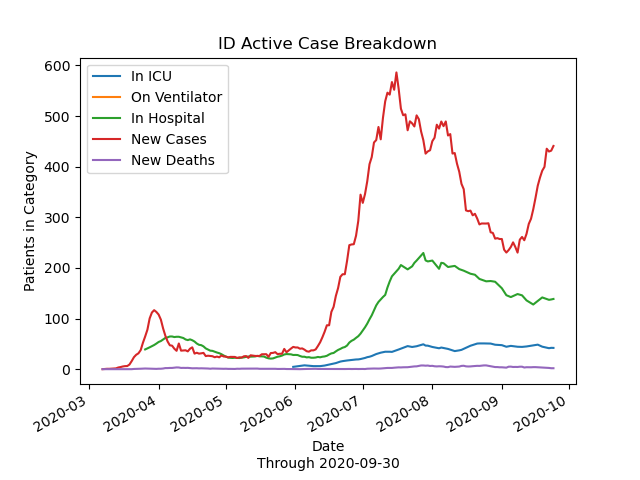 ID Active Case Breakdown
600
500
400
300
200
100
0
Patients in Category
In ICU
On Ventilator
In Hospital
New Cases
New Deaths
2020-03
2020-04
2020-05
2020-06
2020-07
2020-08
2020-09
2020-10
Date
Through 2020-09-30